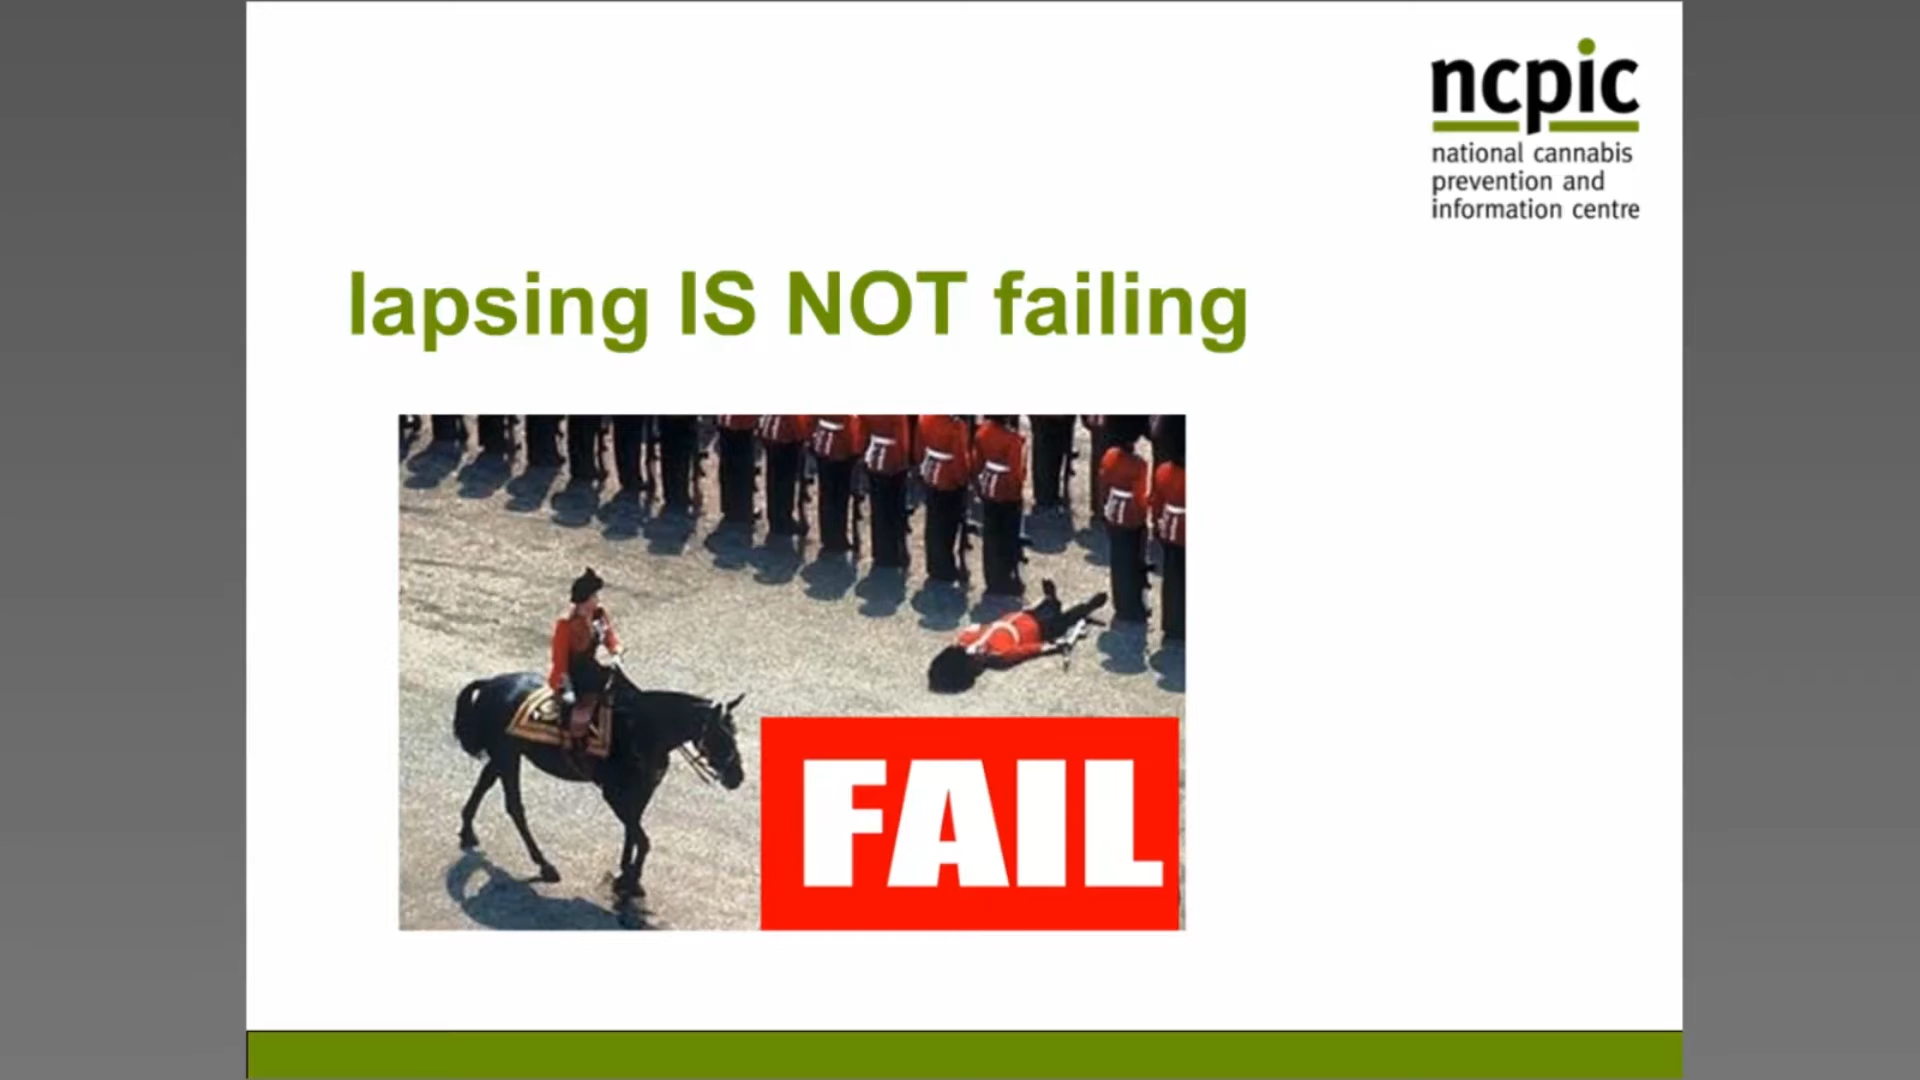 ncpic
national cannabis
prevention and
information centre
lapsing IS NOT failing
FAIL